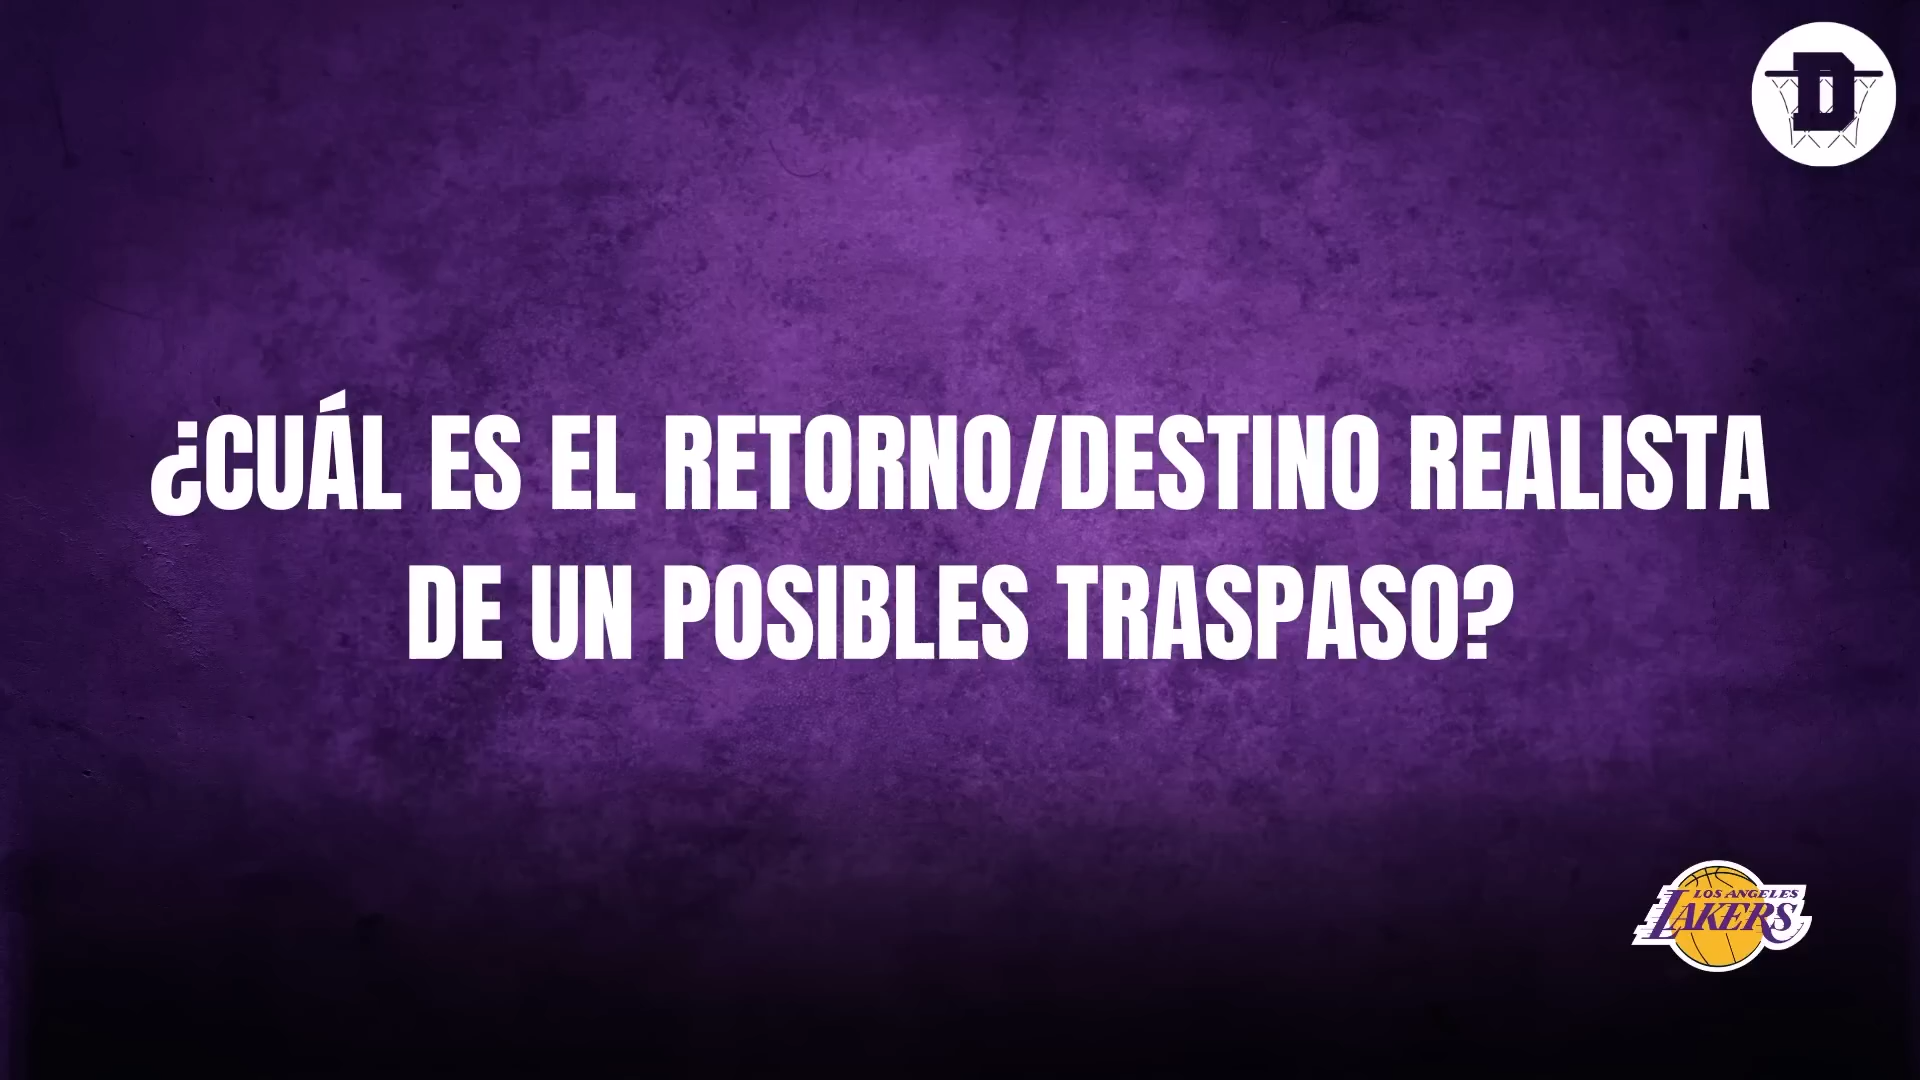 D
¿CUÁL ES EL RETORNO/DESTINO REALISTA
DE UN POSIBLES TRASPASO?
LOS ANGELES
LAKERS